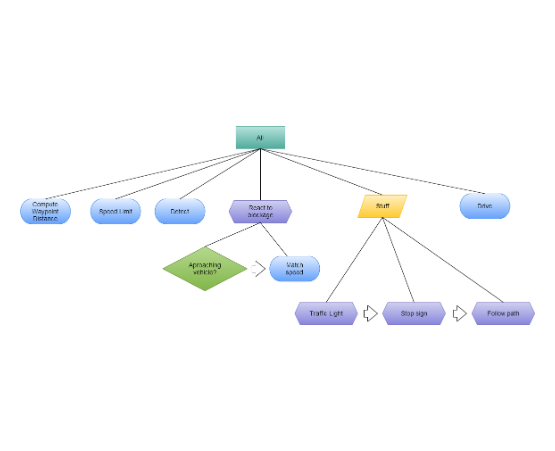 All
Compute
Waypoint
Distance
Speed Limit
Detect
React to
blockage
Stuff
Drive
Aproaching
vehicle?
Match
speed
Traffic Light
Stop sign
Follow path